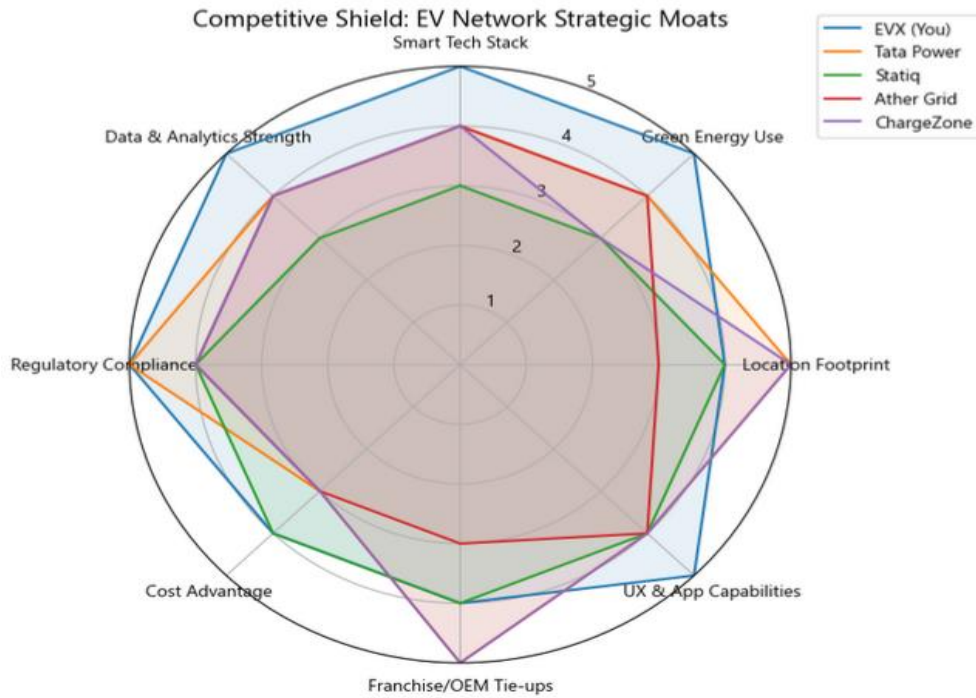 Competitive Shield: EV Network Strategic Moats
EVX (You)
Tata Power
Statiq
Ather Grid
ChargeZone
Smart Tech Stack
5
Data & Analytics Strength
4
Green Energy Use
3
2
1
Regulatory Compliance
Location Footprint
Cost Advantage
UX & App Capabilities
Franchise/OEM Tie-ups